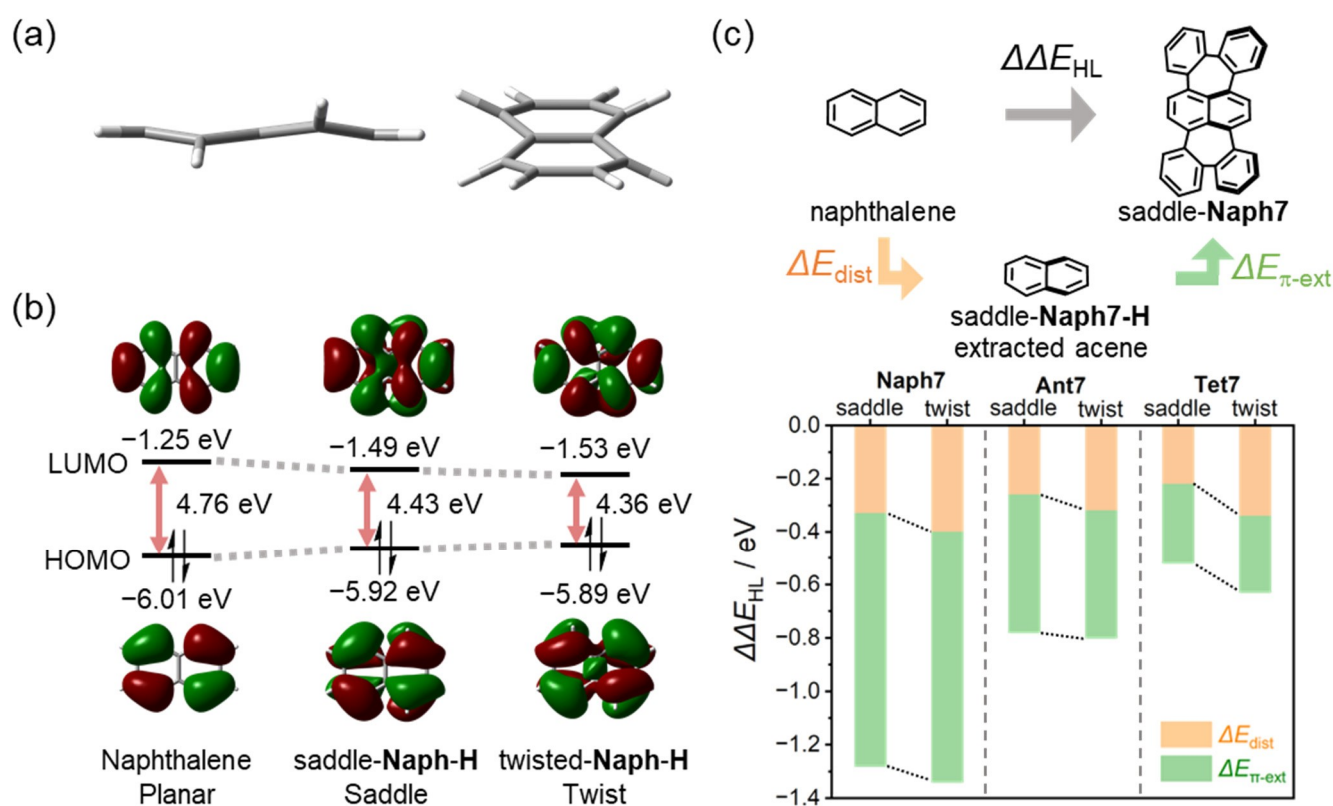 (a)
(b)
−1.25 eV
−1.49 eV
−1.53 eV
LUMO
4.76 eV
4.43 eV
4.36 eV
HOMO
−6.01 eV
−5.92 eV
−5.89 eV
Naphthalene
Planar
saddle-Naph-H
Saddle
twisted-Naph-H
Twist
(c)
ΔΔE_HL
naphthalene
saddle-Naph7
ΔE_dist
ΔE_π-ext
saddle-Naph7-H
extracted acene
Naph7
Ant7
Tet7
saddle
twist
saddle
twist
saddle
twist
0.0
−0.2
−0.4
−0.6
−0.8
−1.0
−1.2
−1.4
ΔΔE_HL / eV
ΔE_dist
ΔE_π-ext